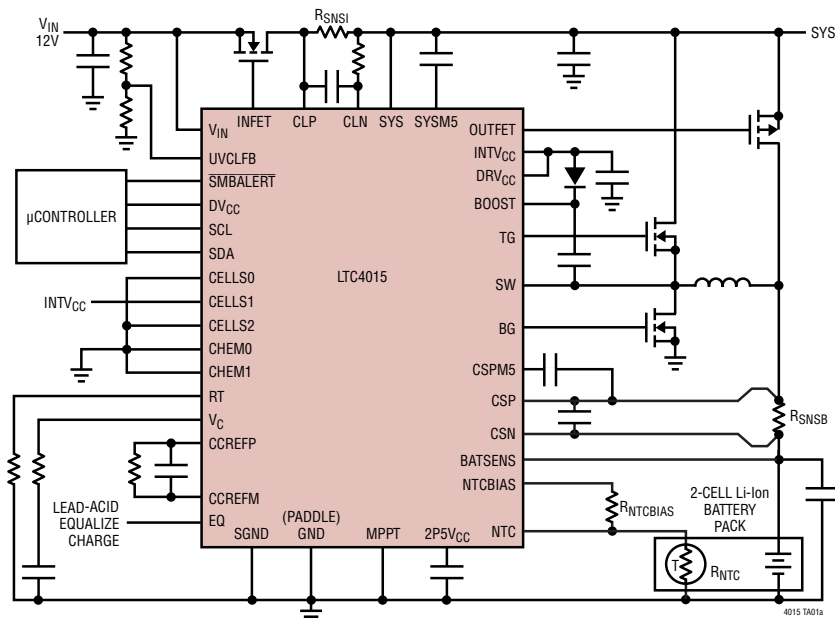 VIN
12V
RSNSI
SYS
INFET
CLP
CLN
SYS
SYSM5
VIN
UVCLFB
SMBALERT
DVCC
SCL
SDA
µCONTROLLER
CELLS0
INTVCC
CELLS1
CELLS2
CHEM0
CHEM1
RT
VC
CCREFP
CCREFM
LEAD-ACID
EQUALIZE
CHARGE
EQ
LTC4015
OUTFET
INTVCC
DRVCC
BOOST
TG
SW
BG
CSPM5
CSP
CSN
RSNSB
BATSENS
NTCBIAS
RNTCBIAS
2-CELL Li-Ion
BATTERY
PACK
NTC
T
RNTC
SGND
(PADDLE)
GND
MPPT
2P5VCC
4015 TA01a